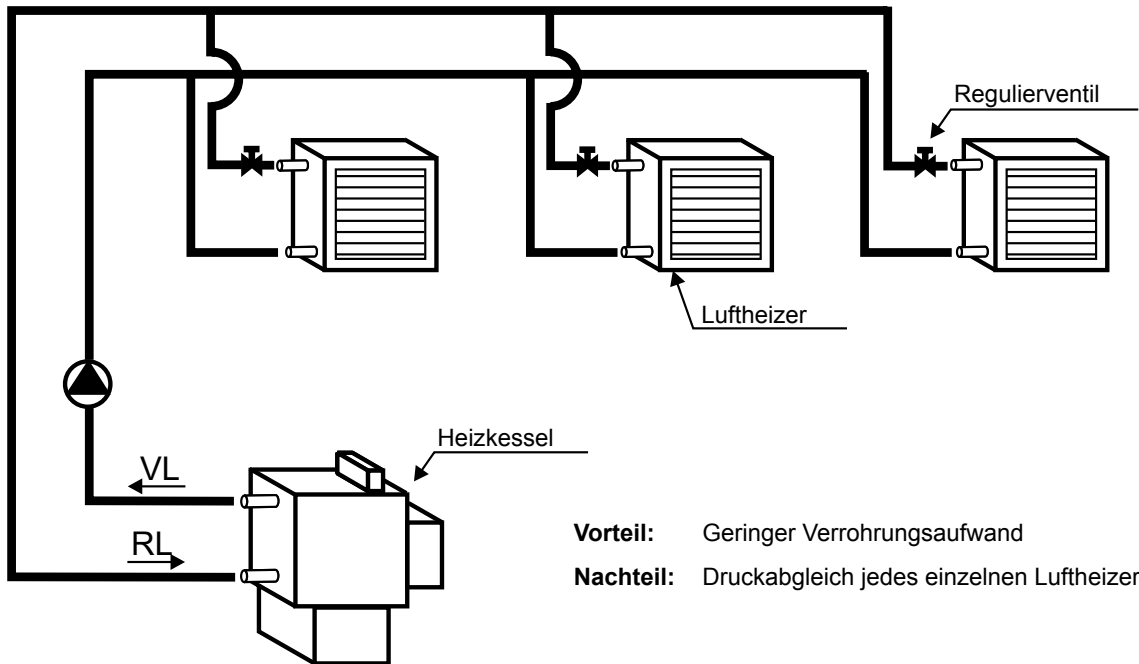 Regulierventil
Luftheizer
Heizkessel
VL
RL
Vorteil: Geringer Verrohrungsaufwand
Nachteil: Druckabgleich jedes einzelnen Luftheizer